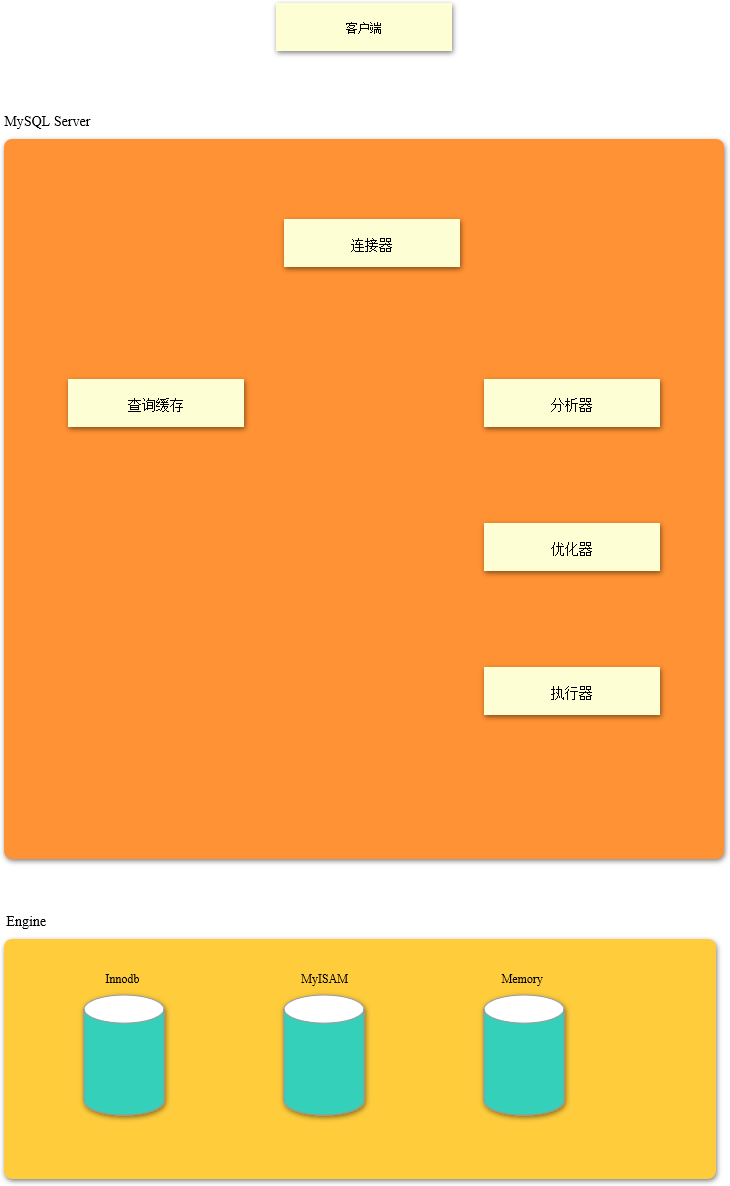 客户端
MySQL Server
连接器
查询缓存
分析器
优化器
执行器
Engine
Innodb
MyISAM
Memory